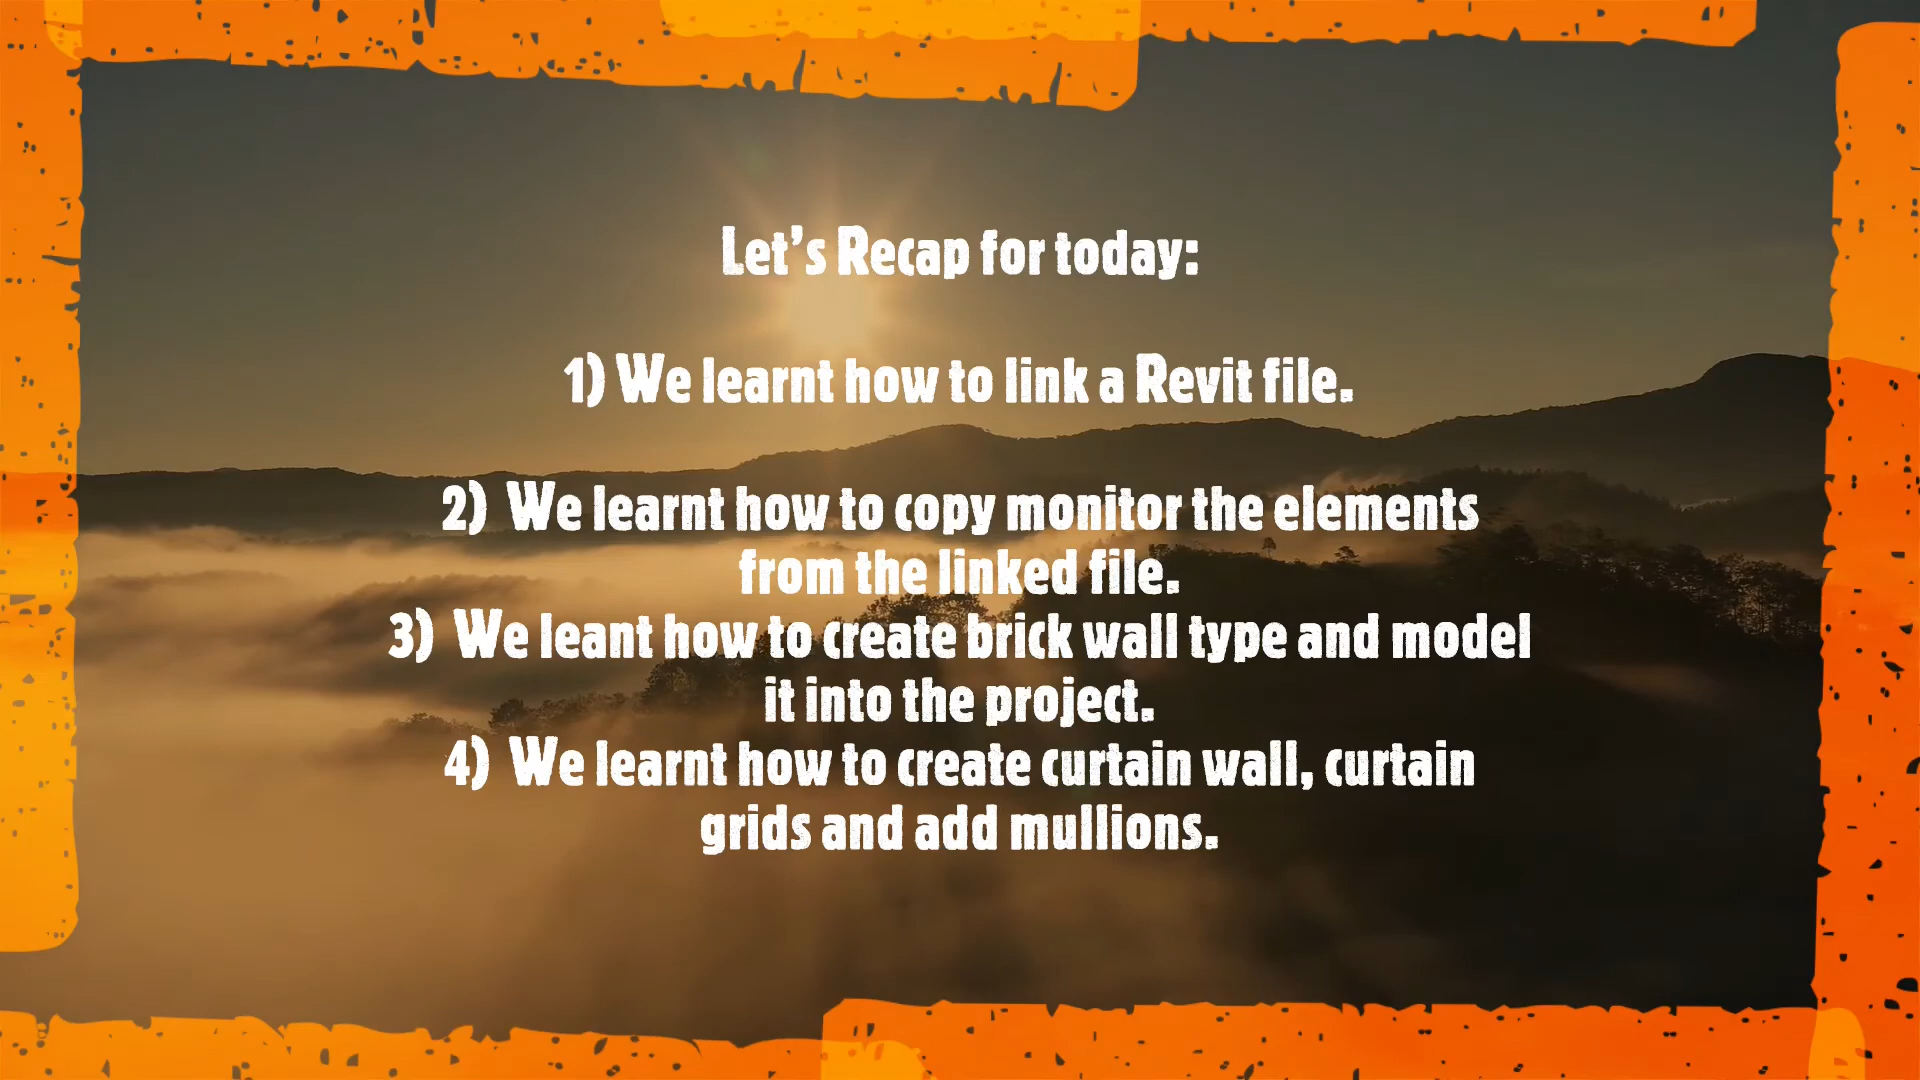 Let's Recap for today:
1) We learnt how to link a Revit file.
2) We learnt how to copy monitor the elements
from the linked file.
3) We leant how to create brick wall type and model
it into the project.
4) We learnt how to create curtain wall, curtain
grids and add mullions.